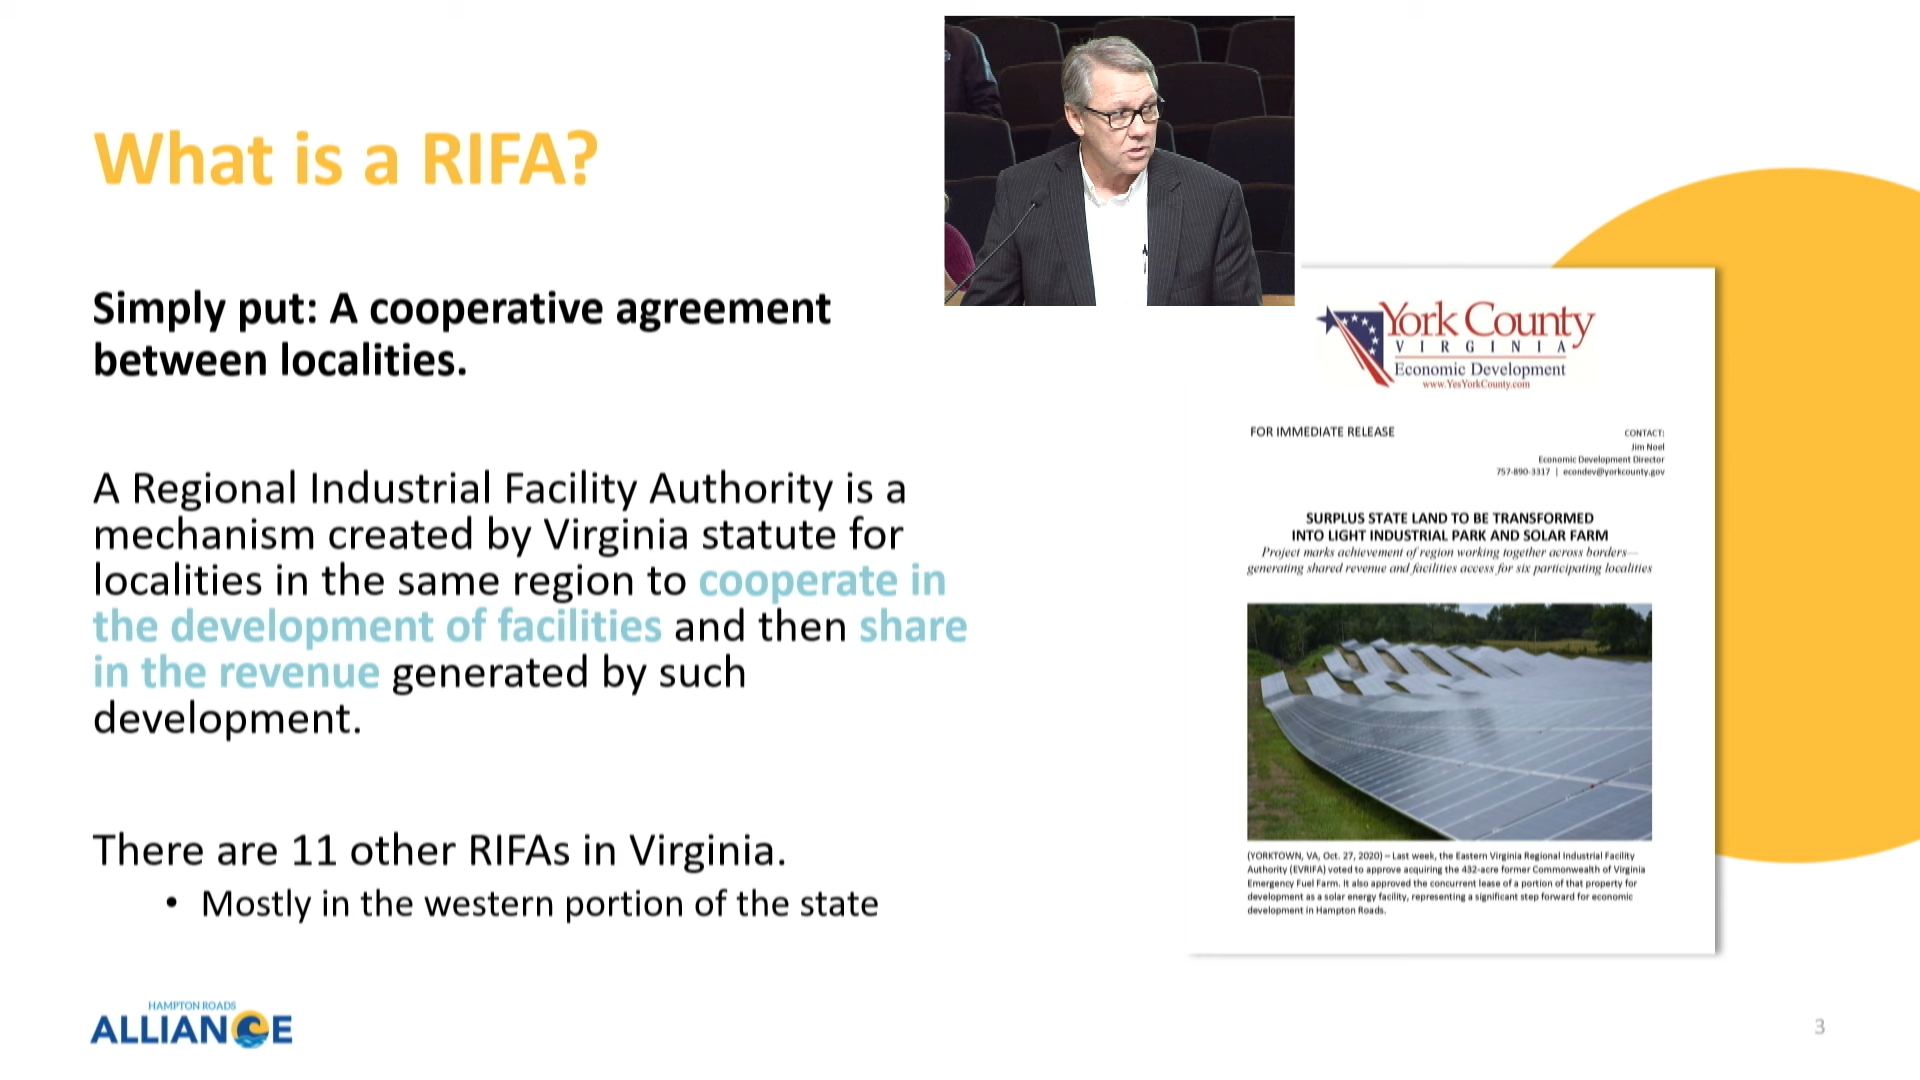 What is a RIFA?
Simply put: A cooperative agreement
between localities.
A Regional Industrial Facility Authority is a
mechanism created by Virginia statute for
localities in the same region to cooperate in
the development of facilities and then share
in the revenue generated by such
development.
There are 11 other RIFAs in Virginia.
• Mostly in the western portion of the state
York County
VIRGINIA
Economic Development
www.YesYorkCounty.com
FOR IMMEDIATE RELEASE
CONTACT:
Jim Noel
Economic Development Director
757-890-3317 | econdev@yorkcounty.gov
SURPLUS STATE LAND TO BE TRANSFORMED
INTO LIGHT INDUSTRIAL PARK AND SOLAR FARM
Project marks achievement of region working together across borders—
generating shared revenue and facilities access for six participating localities
(YORKTOWN, VA, Oct. 27, 2020) – Last week, the Eastern Virginia Regional Industrial Facility
Authority (EVRIFA) voted to approve acquiring the 432-acre former Commonwealth of Virginia
Emergency Fuel Farm. It also approved the concurrent lease of a portion of that property for
development as a solar energy facility, representing a significant step forward for economic
development in Hampton Roads.
HAMPTON ROADS
ALLIANCE
3